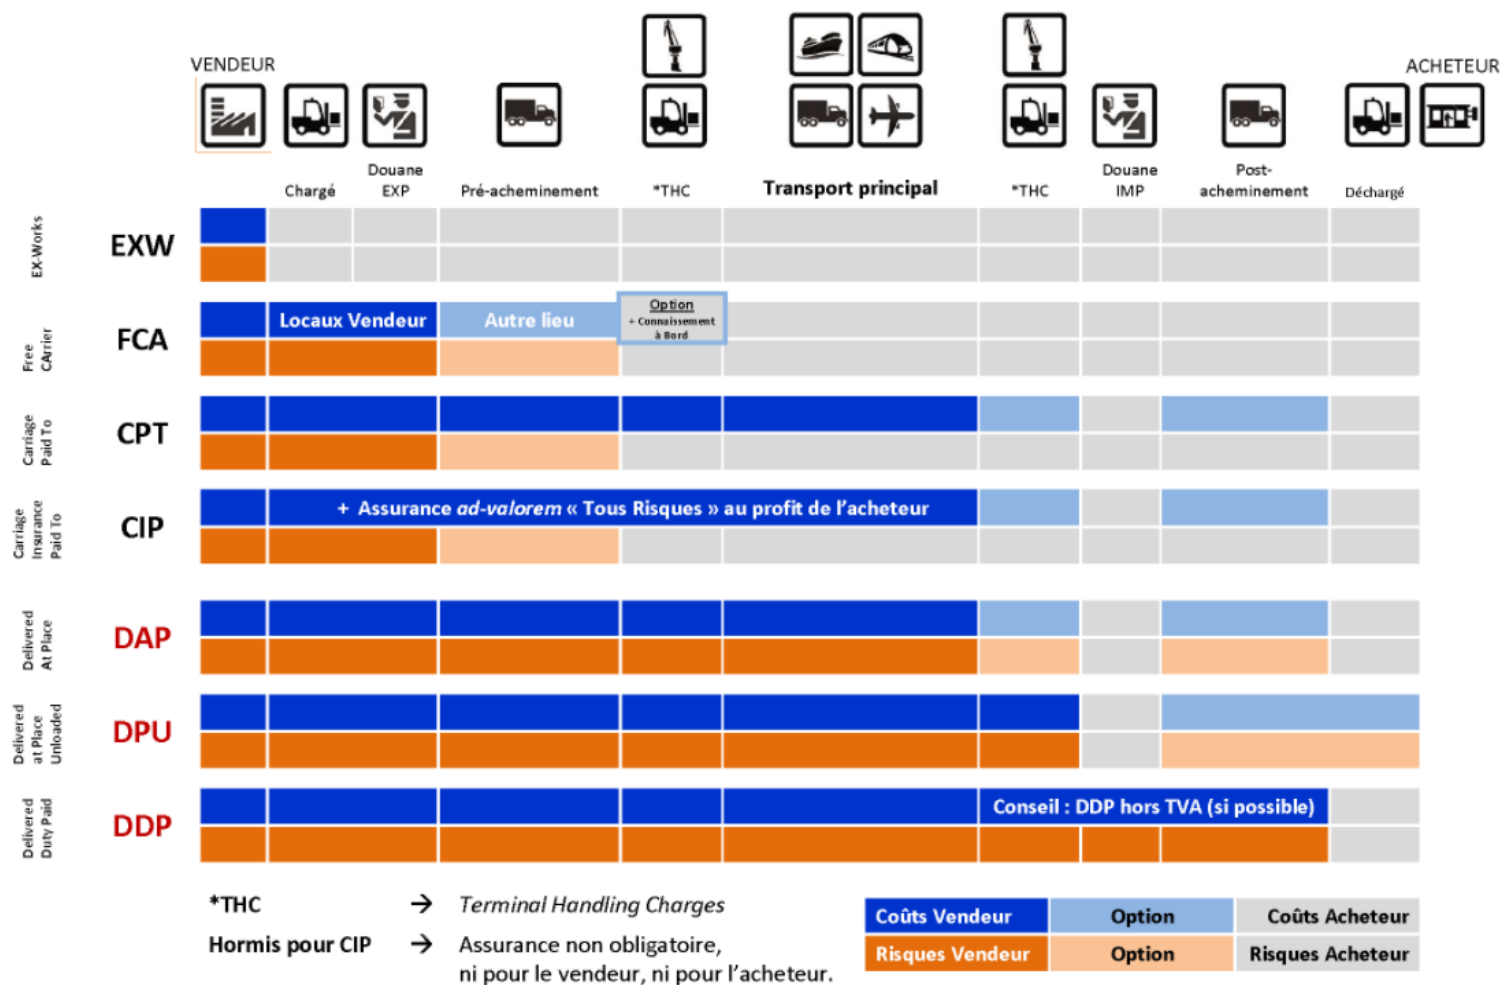 VENDEUR
ACHETEUR
Chargé
Douane
EXP
Pré-acheminement
*THC
Transport principal
*THC
Douane
IMP
Post-
acheminement
Déchargé
EX-Works
EXW
Free
CArrier
FCA
Locaux Vendeur
Autre lieu
Option
+ Connaissement
à Bord
Carriage
Paid To
CPT
Carriage
Insurance
Paid To
CIP
+ Assurance ad-valorem « Tous Risques » au profit de l’acheteur
Delivered
At Place
DAP
Delivered
at Place
Unloaded
DPU
Delivered
Duty Paid
DDP
Conseil : DDP hors TVA (si possible)
*THC → Terminal Handling Charges
Hormis pour CIP → Assurance non obligatoire,
ni pour le vendeur, ni pour l’acheteur.
Coûts Vendeur
Option
Coûts Acheteur
Risques Vendeur
Option
Risques Acheteur